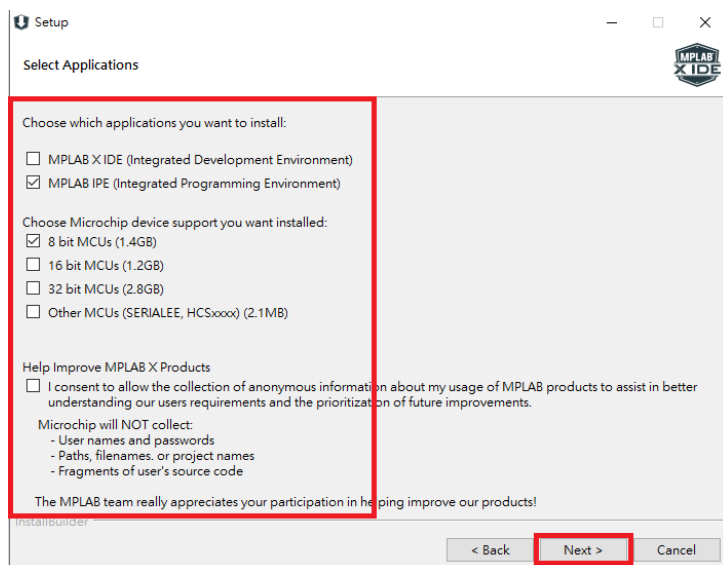 Setup
Select Applications
MPLAB
X IDE
Choose which applications you want to install:
MPLAB X IDE (Integrated Development Environment)
MPLAB IPE (Integrated Programming Environment)
Choose Microchip device support you want installed:
8 bit MCUs (1.4GB)
16 bit MCUs (1.2GB)
32 bit MCUs (2.8GB)
Other MCUs (SERIALEE, HCSxxxx) (2.1MB)
Help Improve MPLAB X Products
I consent to allow the collection of anonymous information about my usage of MPLAB products to assist in better
understanding our users requirements and the prioritization of future improvements.
Microchip will NOT collect:
- User names and passwords
- Paths, filenames. or project names
- Fragments of user's source code
The MPLAB team really appreciates your participation in helping improve our products!
InstallBuilder
< Back Next > Cancel